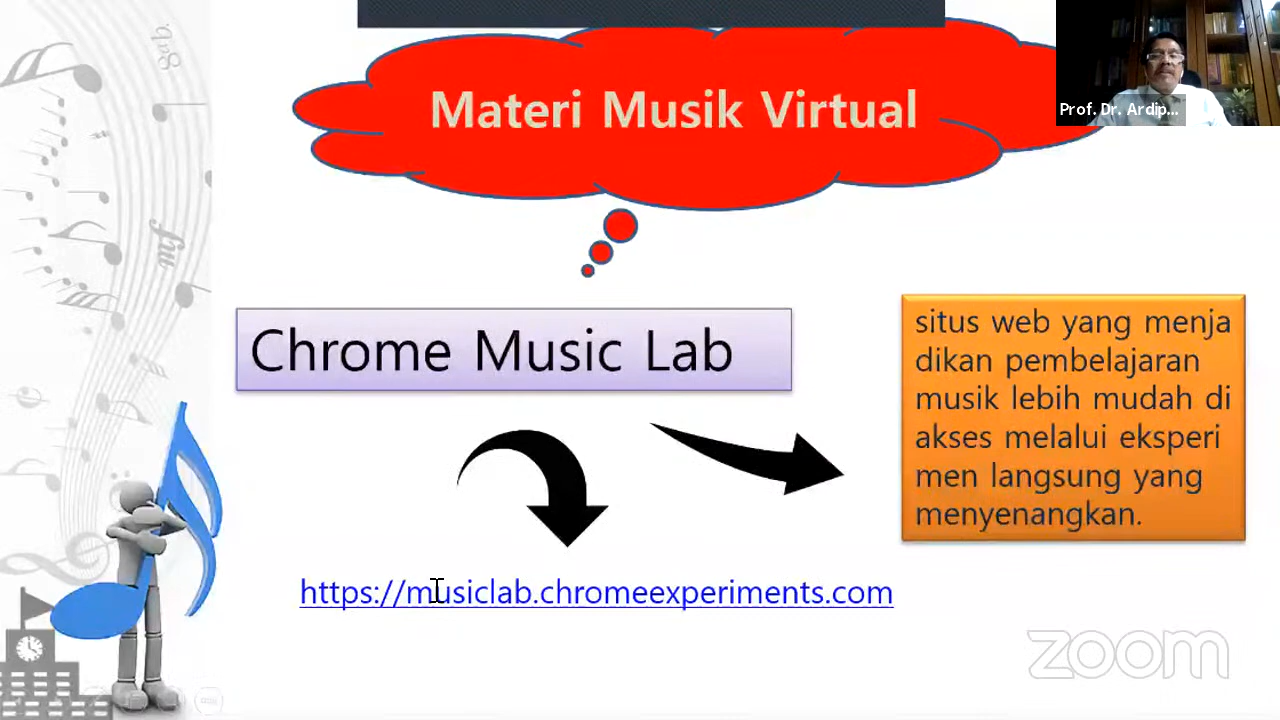 Materi Musik Virtual
Prof. Dr. Ardip...
Chrome Music Lab
situs web yang menja
dikan pembelajaran
musik lebih mudah di
akses melalui eksperi
men langsung yang
menyenangkan.
https://musiclab.chromeexperiments.com
zoom